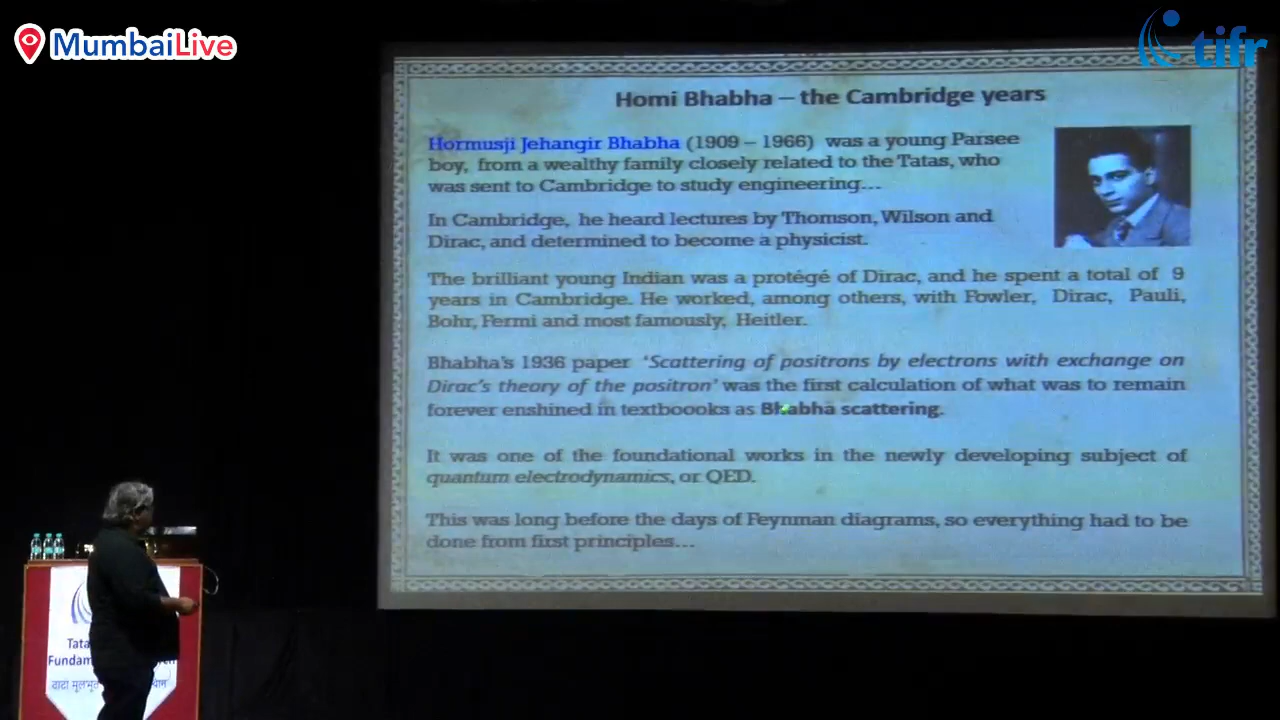 MumbaiLive
tifr
Homi Bhabha – the Cambridge years
Hormusji Jehangir Bhabha (1909 – 1966) was a young Parsee
boy, from a wealthy family closely related to the Tatas, who
was sent to Cambridge to study engineering…
In Cambridge, he heard lectures by Thomson, Wilson and
Dirac, and determined to become a physicist.
The brilliant young Indian was a protégé of Dirac, and he spent a total of 9
years in Cambridge. He worked, among others, with Fowler, Dirac, Pauli,
Bohr, Fermi and most famously, Heitler.
Bhabha's 1936 paper 'Scattering of positrons by electrons with exchange on
Dirac's theory of the positron' was the first calculation of what was to remain
forever enshined in textboooks as Bhabha scattering.
It was one of the foundational works in the newly developing subject of
quantum electrodynamics, or QED.
This was long before the days of Feynman diagrams, so everything had to be
done from first principles…
Tata
Fundam
टाटा मूलभूत